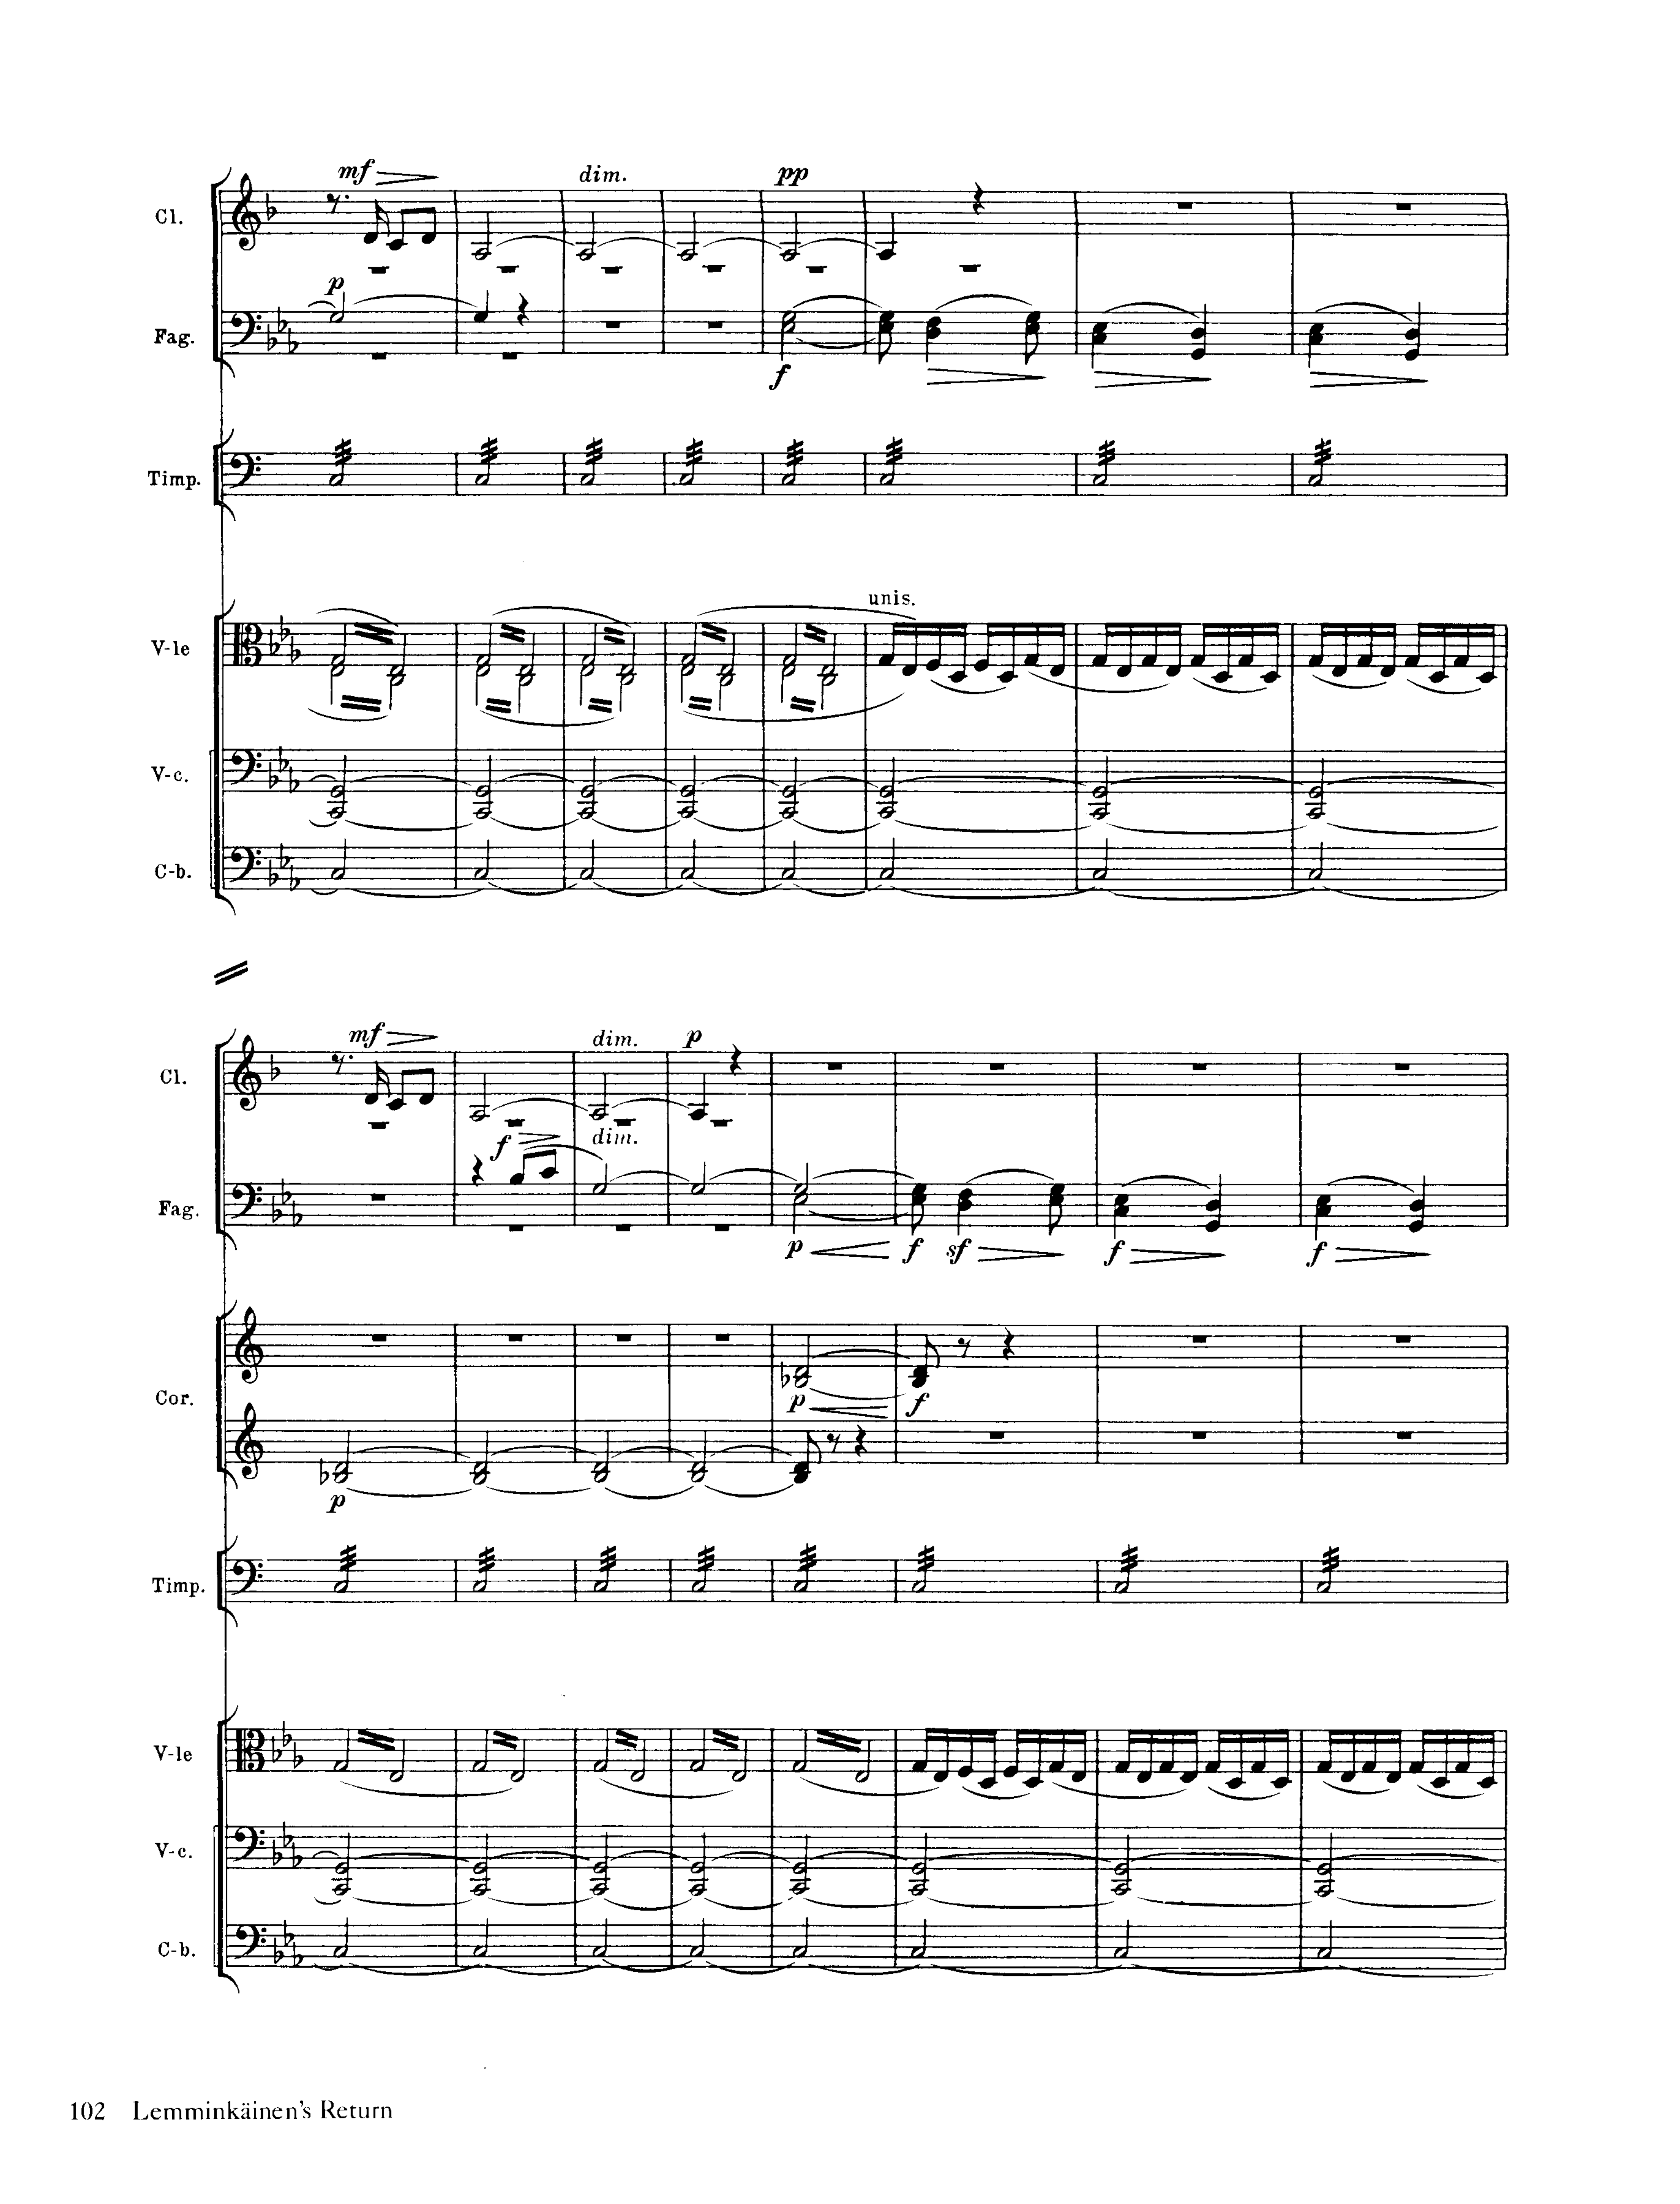 mf
dim.
pp
Cl.
p
Fag.
f
Timp.
unis.
V-le
V-c.
C-b.
mf
dim.
p
Cl.
f
dim.
Fag.
p f sf f f
Cor.
p f
p
Timp.
V-le
V-c.
C-b.
102 Lemminkäinen's Return